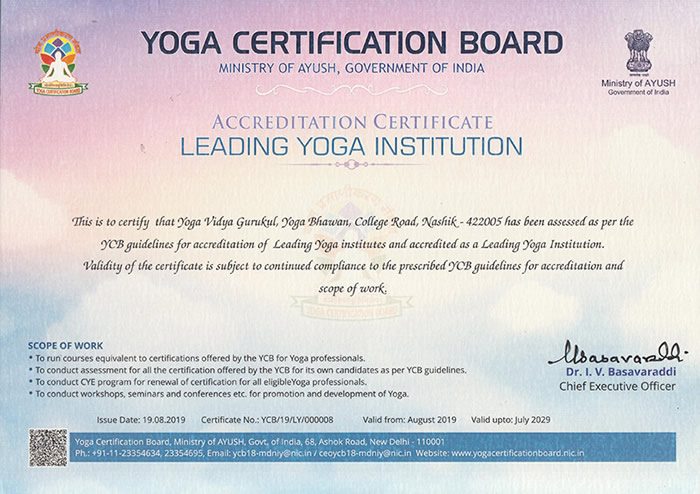 YOGA CERTIFICATION BOARD
MINISTRY OF AYUSH, GOVERNMENT OF INDIA
YOGA CERTIFICATION BOARD
Ministry of AYUSH
Government of India
ACCREDITATION CERTIFICATE
LEADING YOGA INSTITUTION
This is to certify that Yoga Vidya Gurukul, Yoga Bhawan, College Road, Nashik - 422005 has been assessed as per the
YCB guidelines for accreditation of Leading Yoga institutes and accredited as a Leading Yoga Institution.
Validity of the certificate is subject to continued compliance to the prescribed YCB guidelines for accreditation and
scope of work.
YOGA CERTIFICATION BOARD
SCOPE OF WORK
* To run courses equivalent to certifications offered by the YCB for Yoga professionals.
* To conduct assessment for all the certification offered by the YCB for its own candidates as per YCB guidelines.
* To conduct CYE program for renewal of certification for all eligibleYoga professionals.
* To conduct workshops, seminars and conferences etc. for promotion and development of Yoga.
Dr. I. V. Basavaraddi
Chief Executive Officer
Issue Date: 19.08.2019 Certificate No.: YCB/19/LY/000008 Valid from: August 2019 Valid upto: July 2029
Yoga Certification Board, Ministry of AYUSH, Govt. of India, 68, Ashok Road, New Delhi - 110001
Ph.: +91-11-23354634, 23354695, Email: ycb18-mdniy@nic.in / ceoycb18-mdniy@nic.in Website: www.yogacertificationboard.nic.in